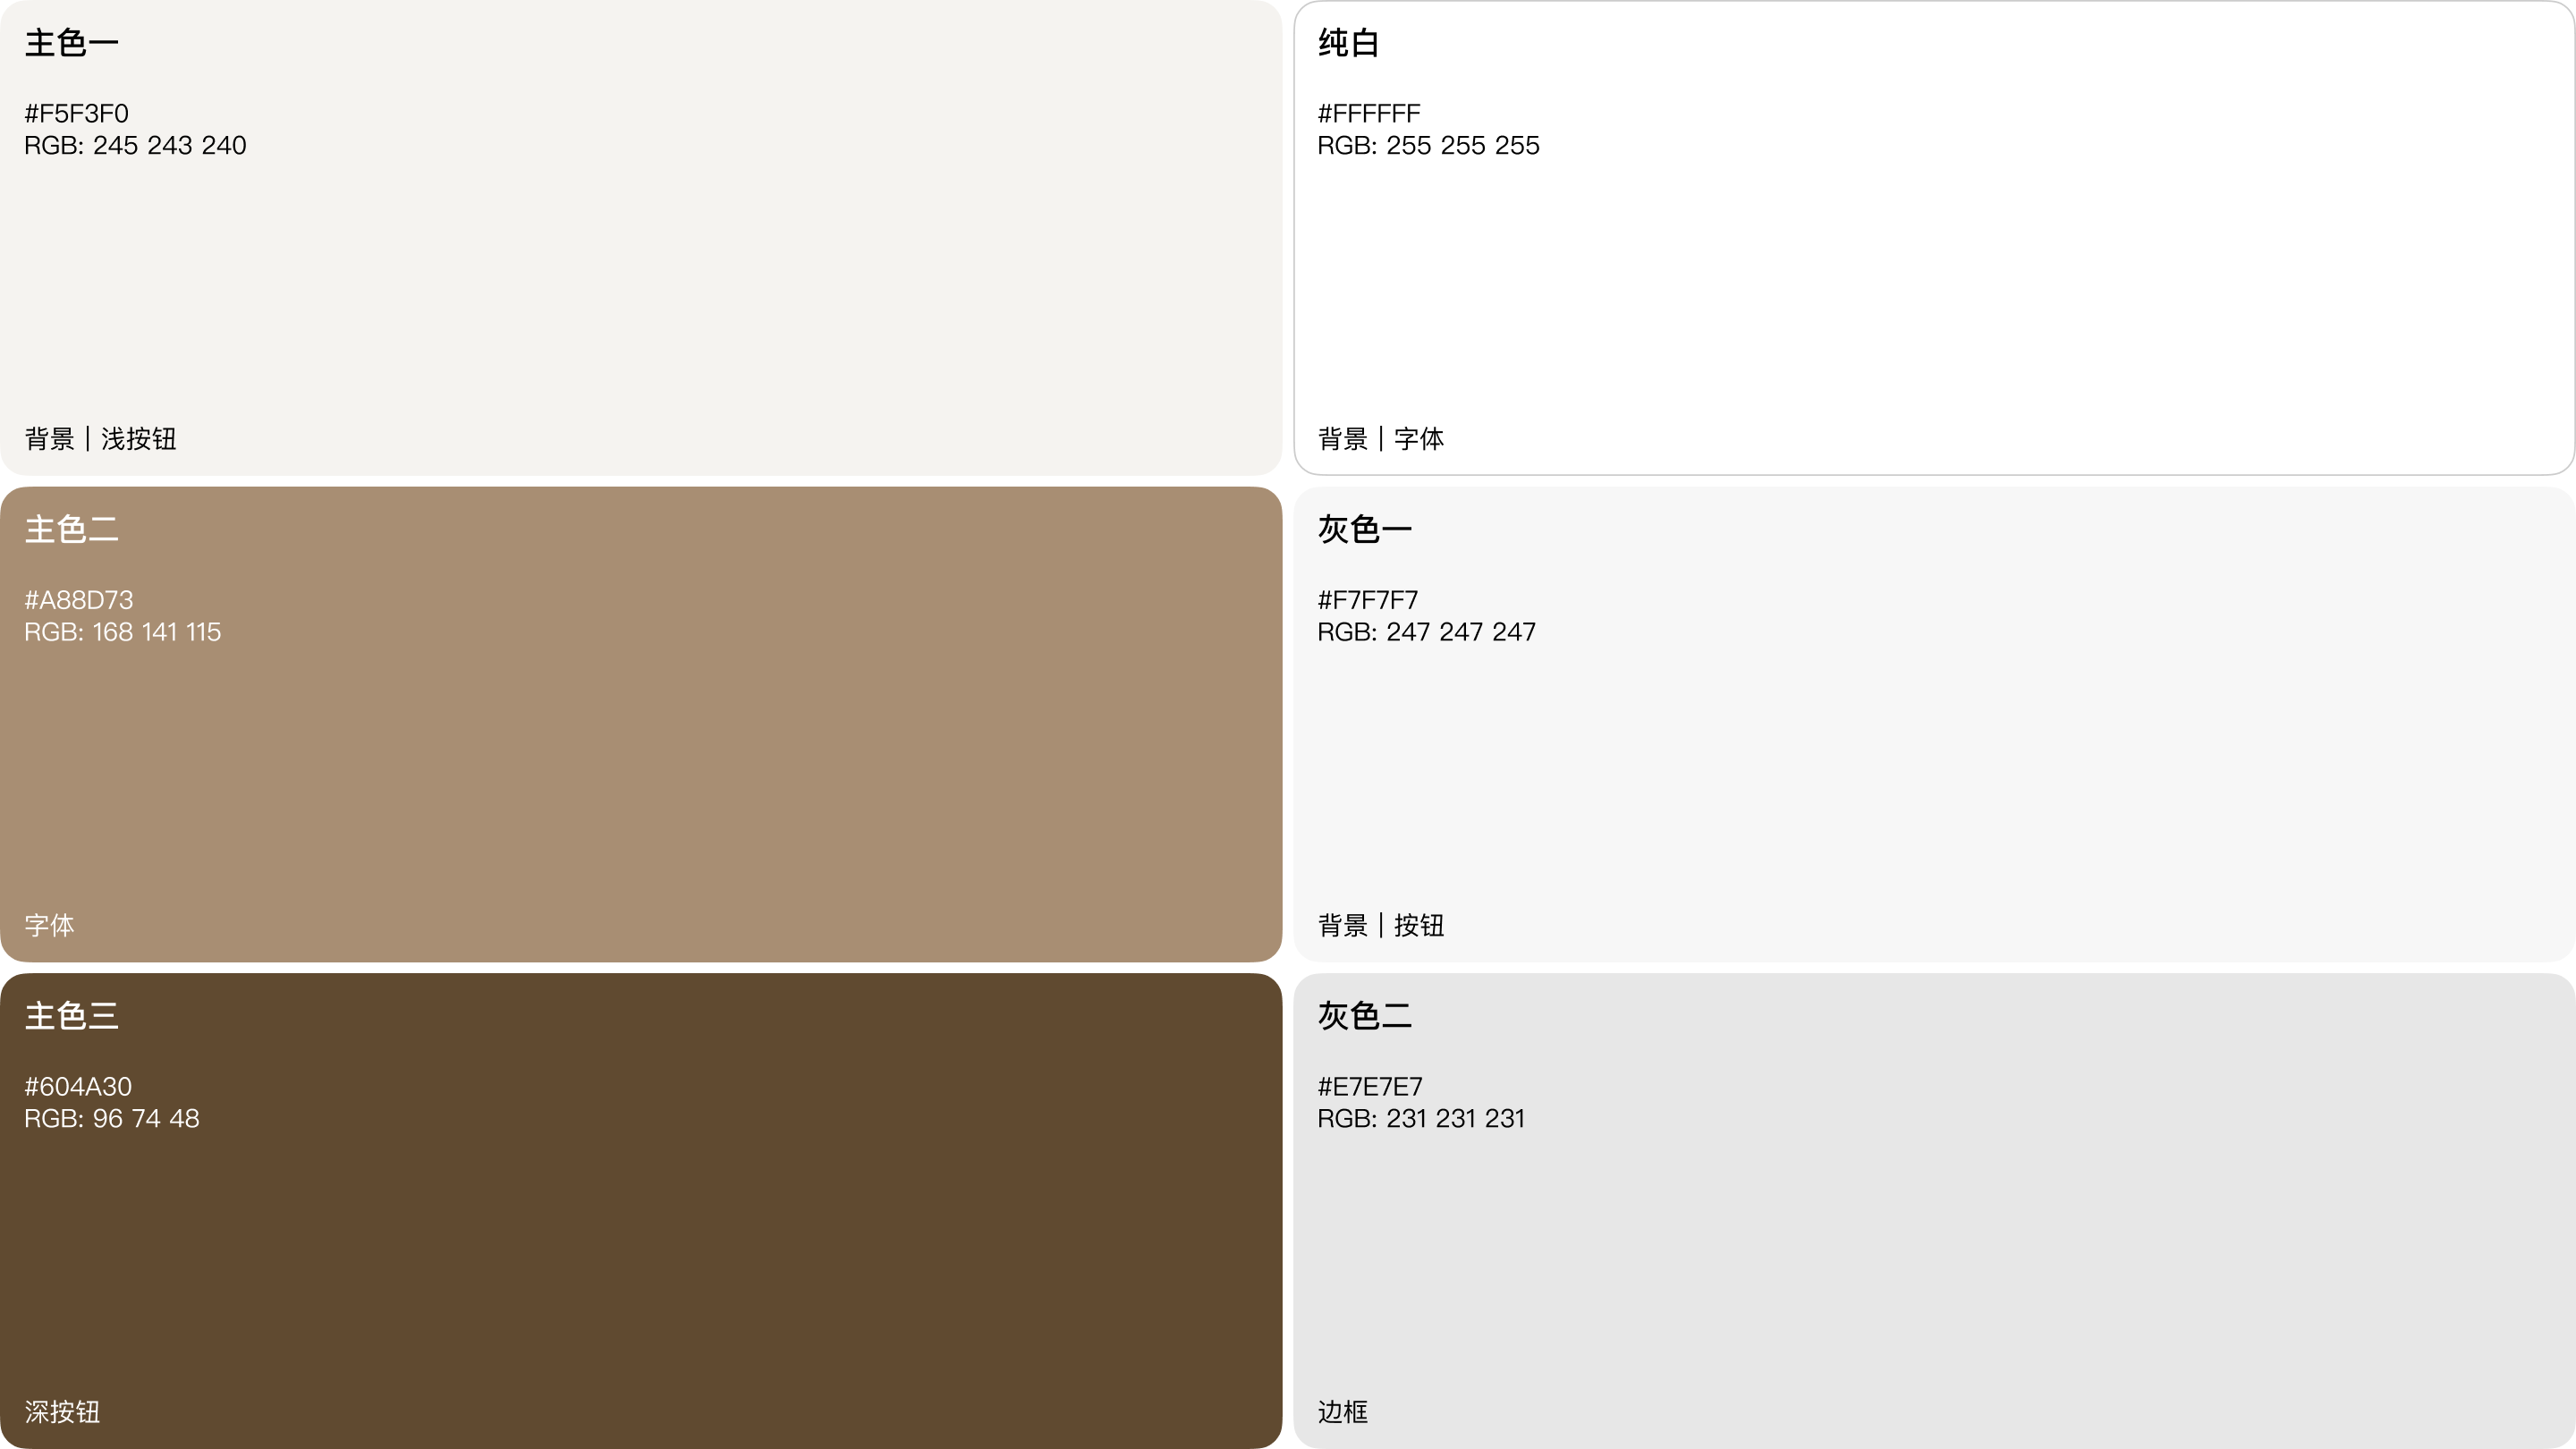 主色一
#F5F3F0
RGB: 245 243 240
背景｜浅按钮
纯白
#FFFFFF
RGB: 255 255 255
背景｜字体
主色二
#A88D73
RGB: 168 141 115
字体
灰色一
#F7F7F7
RGB: 247 247 247
背景｜按钮
主色三
#604A30
RGB: 96 74 48
深按钮
灰色二
#E7E7E7
RGB: 231 231 231
边框